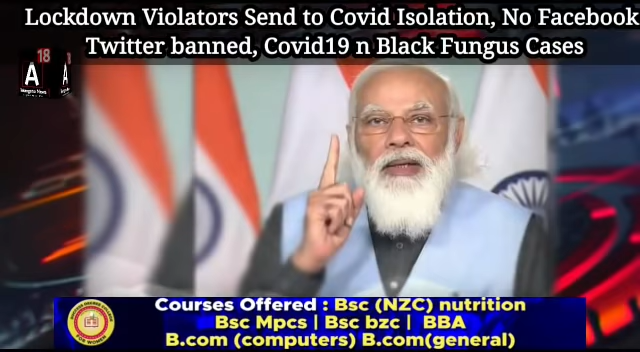 Lockdown Violators Send to Covid Isolation, No Facebook
Twitter banned, Covid19 n Black Fungus Cases
A 18
A
Courses Offered : Bsc (NZC) nutrition
Bsc Mpcs | Bsc bzc | BBA
B.com (computers) B.com(general)